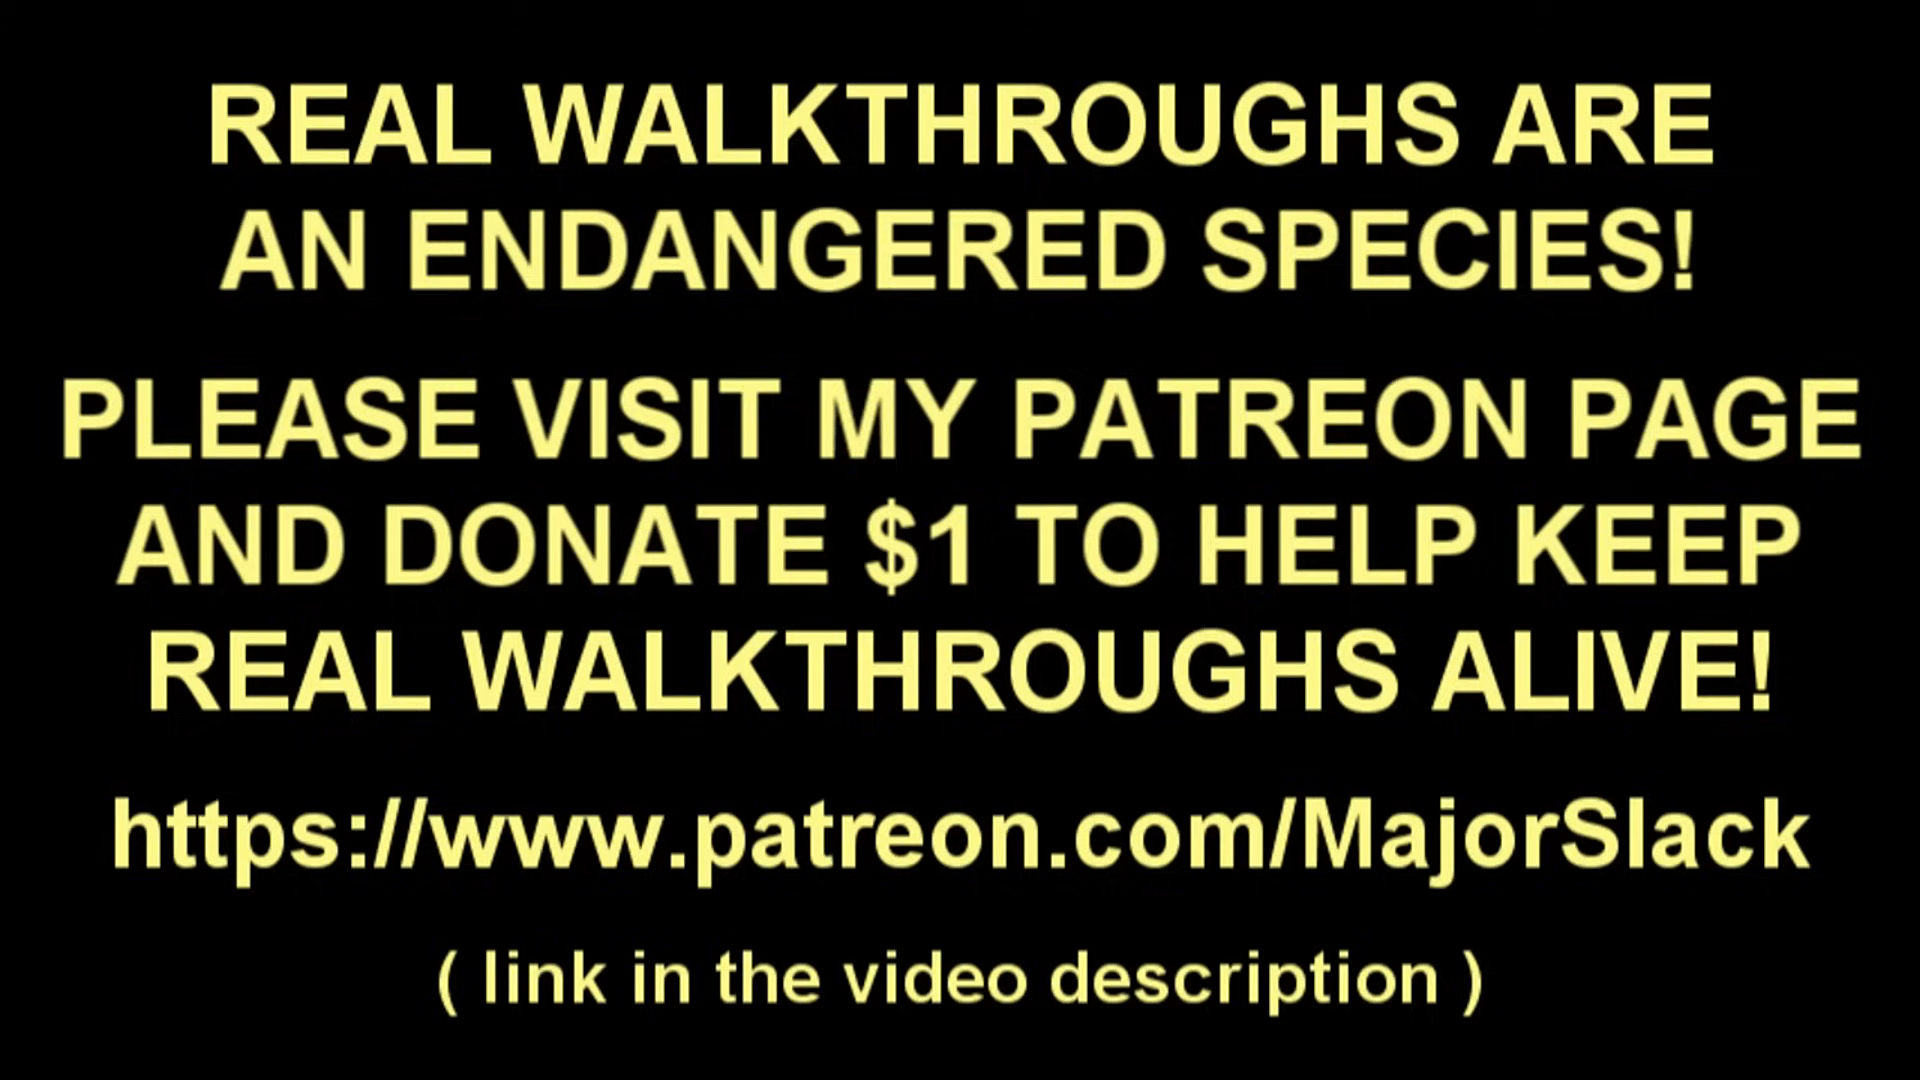 REAL WALKTHROUGHS ARE
AN ENDANGERED SPECIES!
PLEASE VISIT MY PATREON PAGE
AND DONATE $1 TO HELP KEEP
REAL WALKTHROUGHS ALIVE!
https://www.patreon.com/MajorSlack
( link in the video description )